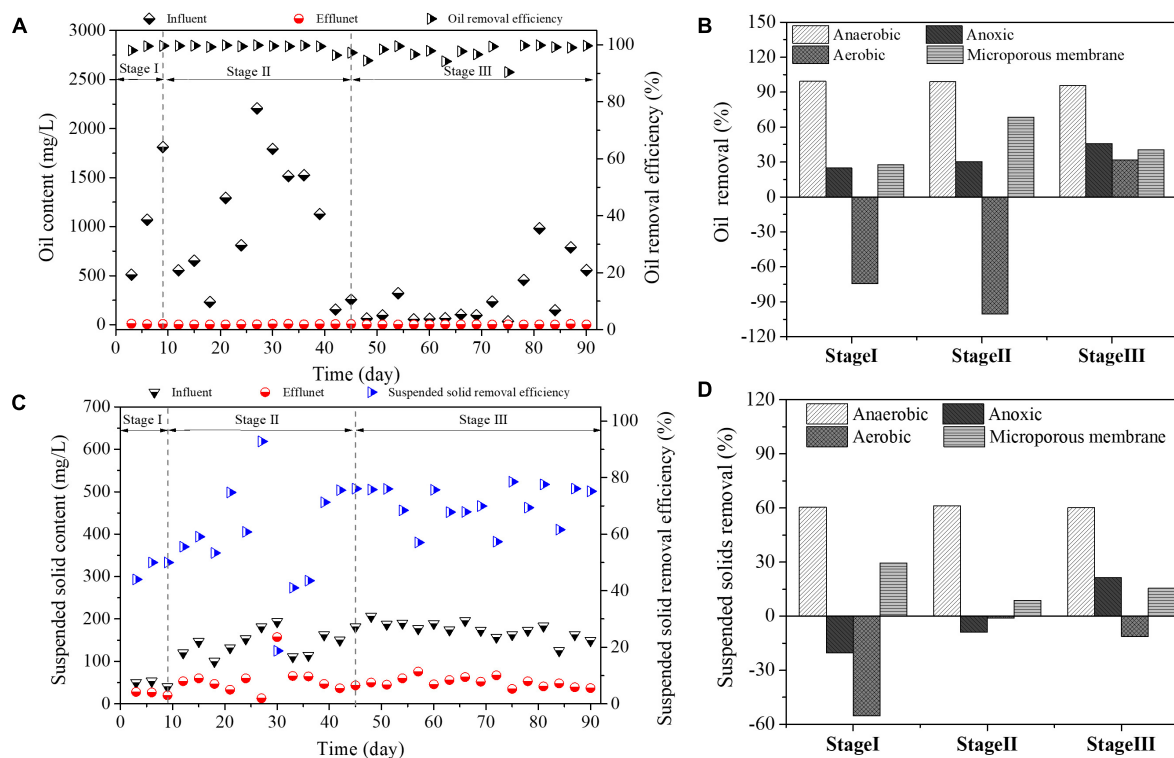 A
Influent Efflunet Oil removal efficiency
3000 2500 2000 1500 1000 500 0
Oil content (mg/L)
Stage I Stage II Stage III
100 80 60 40 20 0
Oil removal efficiency (%)
0 10 20 30 40 50 60 70 80 90
Time (day)
B
150 120 90 60 30 0 -30 -60 -90 -120
Oil removal (%)
Anaerobic Anoxic
Aerobic Microporous membrane
StageI StageII StageIII
C
Influent Efflunet Suspended solid removal efficiency
700 600 500 400 300 200 100 0
Suspended solid content (mg/L)
Stage I Stage II Stage III
100 80 60 40 20 0
Suspended solid removal efficiency (%)
0 10 20 30 40 50 60 70 80 90
Time (day)
D
120 90 60 30 0 -30 -60
Suspended solids removal (%)
Anaerobic Anoxic
Aerobic Microporous membrane
StageI StageII StageIII